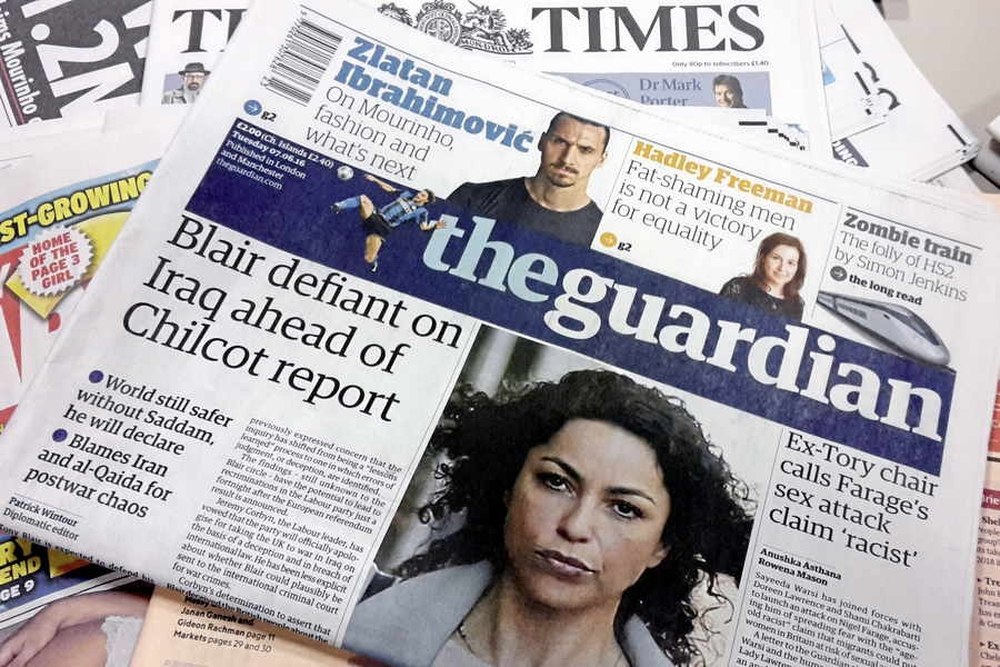 TIMES
Only 80p to subscribers £1.40
Dr Mark
Porter
Zlatan
Ibrahimović
On Mourinho,
fashion and
what's next
g2
£2.00 (Ch. Islands £2.40)
Tuesday 07.06.16
Published in London
and Manchester
theguardian.com
Hadley Freeman
Fat-shaming men
is not a victory
for equality
g2
Zombie train
The folly of HS2
by Simon Jenkins
the long read
theguardian
Blair defiant on
Iraq ahead of
Chilcot report
World still safer
without Saddam,
he will declare
Blames Iran
and al-Qaida for
postwar chaos
Patrick Wintour
Diplomatic editor
previously expressed concern that the
inquiry has shifted from being a "lessons
learned" process to one in which errors of
judgment, or deception, are identified.
The findings - still unknown to the
Blair circle - have the potential to lead to
recriminations in the Labour party just a
fortnight after the European referendum
result is announced.
Jeremy Corbyn, the Labour leader, has
vowed that the party will officially apolo-
gise for taking the UK to war in Iraq on
the basis of deception and in breach of
international law. He has been less explicit
about whether Blair could plausibly be
sent to the international criminal court
for war crimes.
Corbyn's determination to assert that
Ex-Tory chair
calls Farage's
sex attack
claim 'racist'
Anushka Asthana
Rowena Mason
Sayeeda Warsi has joined forces with
Doreen Lawrence and Shami Chakrabarti
to launch an attack on Nigel Farage, accus-
ing him of spreading fear with the "age-
racist" claim that migrants could
women in Britain at risk of sexual
A letter to the Guardian
Warsi and the human
Lady Lawrence
ST-GROWING
HOME
OF THE
PAGE 3
GIRL
END
GE 9
Janan Ganesh and
Gideon Rachman page 11
Markets pages 29 and 30